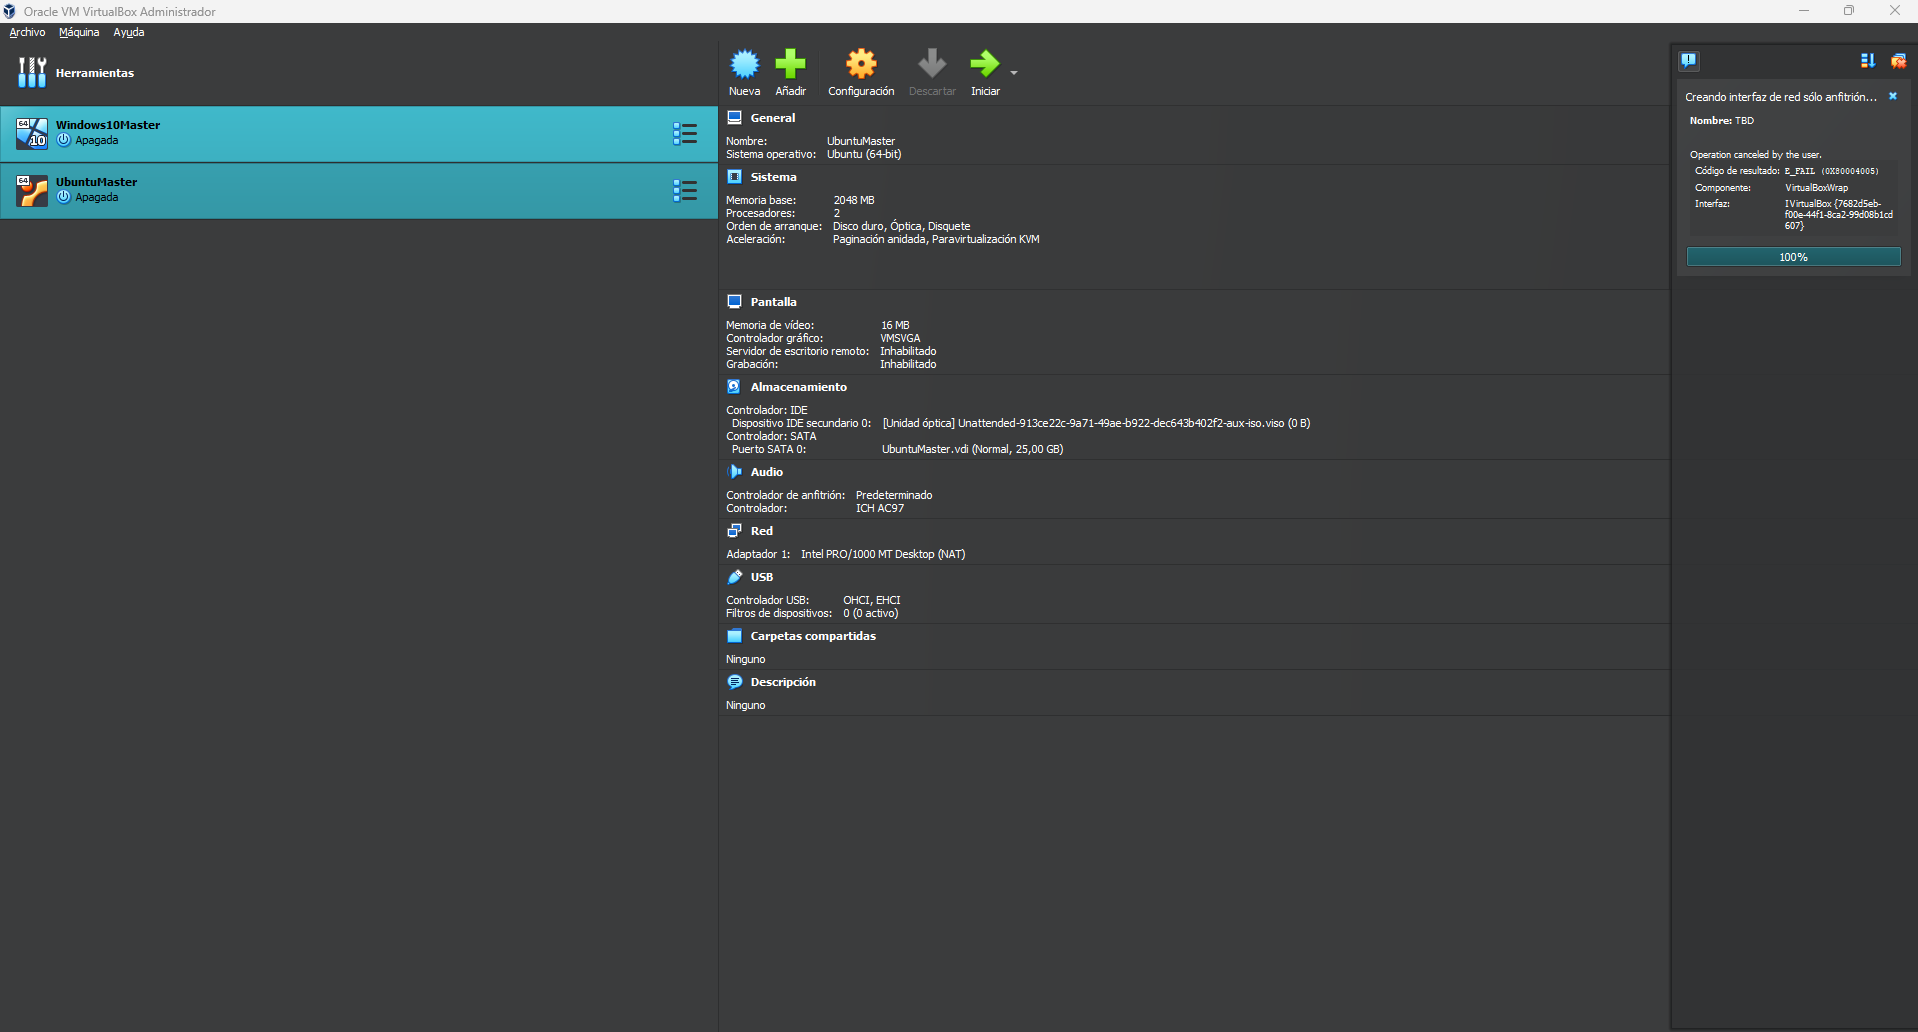 Oracle VM VirtualBox Administrador
Archivo Máquina Ayuda
Herramientas
64
10
Windows10Master
Apagada
64
UbuntuMaster
Apagada
Nueva Añadir Configuración Descartar Iniciar
General
Nombre: UbuntuMaster
Sistema operativo: Ubuntu (64-bit)
Sistema
Memoria base: 2048 MB
Procesadores: 2
Orden de arranque: Disco duro, Óptica, Disquete
Aceleración: Paginación anidada, Paravirtualización KVM
Pantalla
Memoria de vídeo: 16 MB
Controlador gráfico: VMSVGA
Servidor de escritorio remoto: Inhabilitado
Grabación: Inhabilitado
Almacenamiento
Controlador: IDE
Dispositivo IDE secundario 0: [Unidad óptica] Unattended-913ce22c-9a71-49ae-b922-dec643b402f2-aux-iso.viso (0 B)
Controlador: SATA
Puerto SATA 0: UbuntuMaster.vdi (Normal, 25,00 GB)
Audio
Controlador de anfitrión: Predeterminado
Controlador: ICH AC97
Red
Adaptador 1: Intel PRO/1000 MT Desktop (NAT)
USB
Controlador USB: OHCI, EHCI
Filtros de dispositivos: 0 (0 activo)
Carpetas compartidas
Ninguno
Descripción
Ninguno
Creando interfaz de red sólo anfitrión...
Nombre: TBD
Operation canceled by the user.
Código de resultado: E_FAIL (0X80004005)
Componente: VirtualBoxWrap
Interfaz: IVirtualBox {7682d5eb-
f00e-44f1-8ca2-99d08b1cd
607}
100%